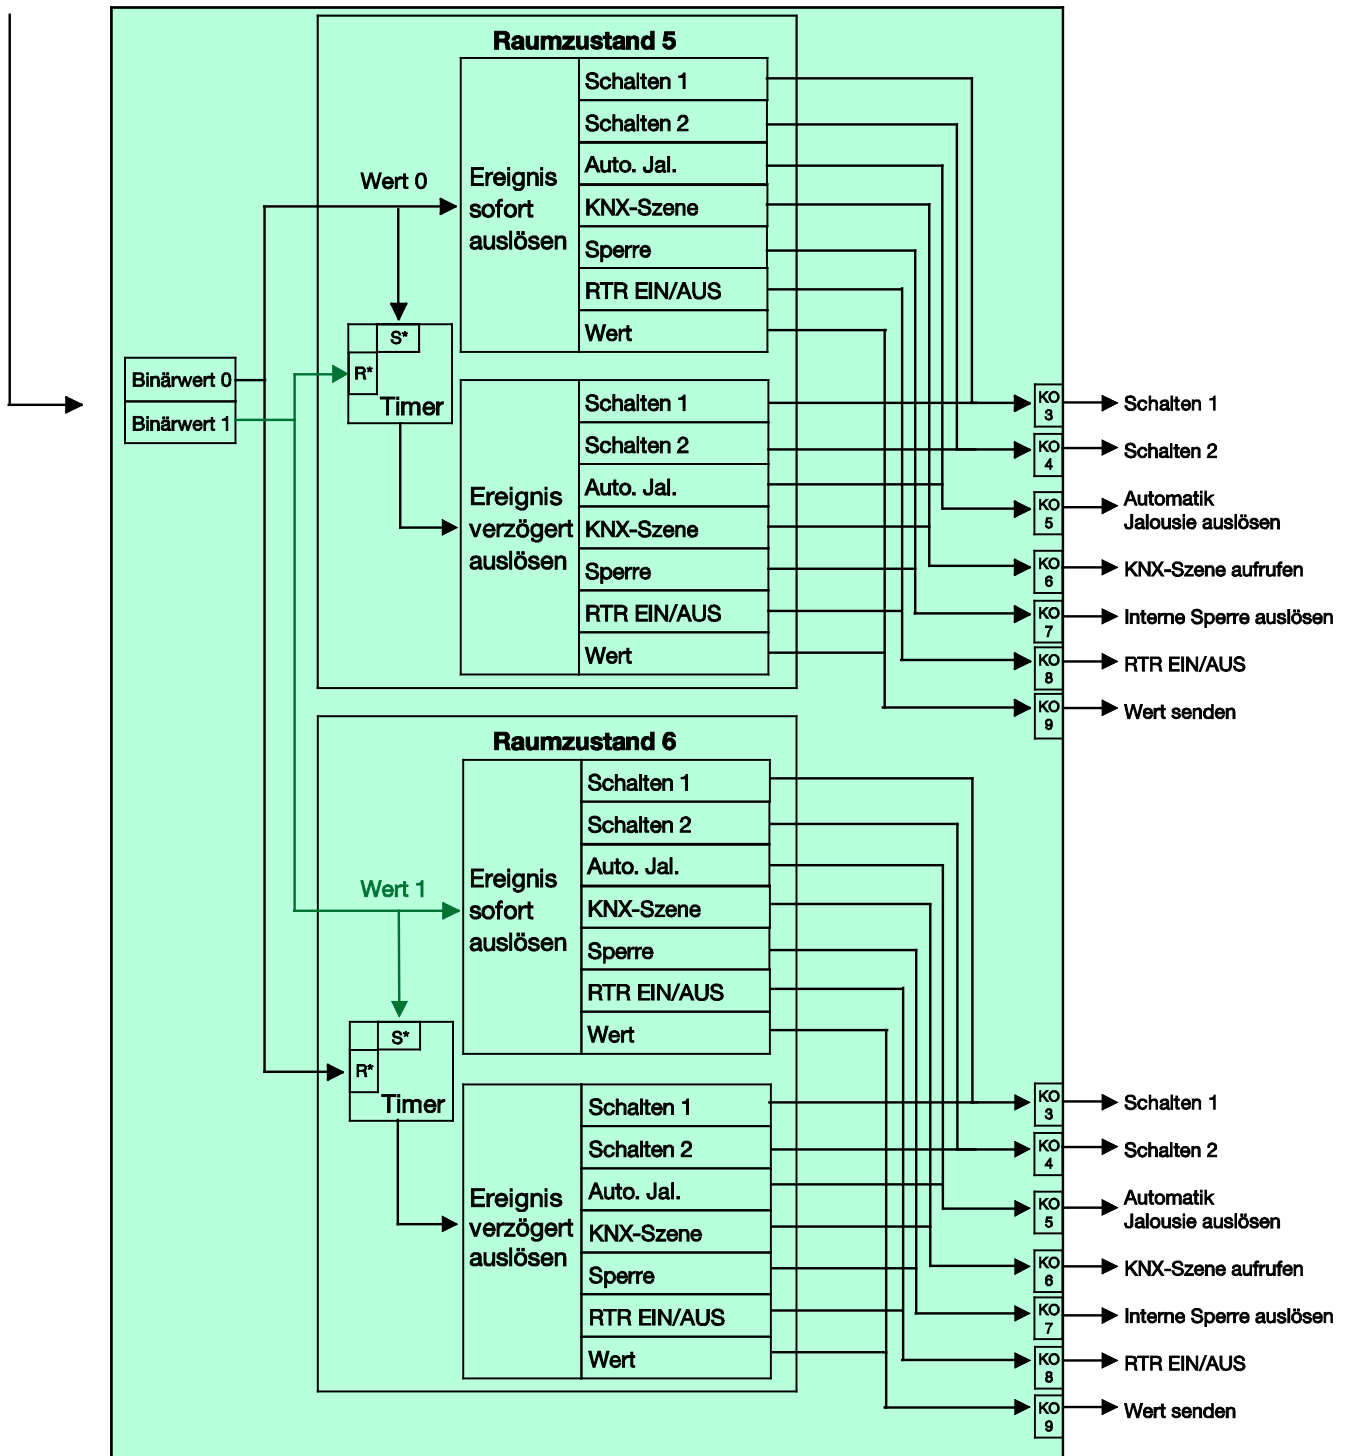 Raumzustand 5
Schalten 1
Schalten 2
Auto. Jal.
KNX-Szene
Sperre
RTR EIN/AUS
Wert
Ereignis
sofort
auslösen
Wert 0
S*
R*
Timer
Binärwert 0
Binärwert 1
Schalten 1
Schalten 2
Auto. Jal.
KNX-Szene
Sperre
RTR EIN/AUS
Wert
Ereignis
verzögert
auslösen
KO
3
Schalten 1
KO
4
Schalten 2
KO
5
Automatik
Jalousie auslösen
KO
6
KNX-Szene aufrufen
KO
7
Interne Sperre auslösen
KO
8
RTR EIN/AUS
KO
9
Wert senden
Raumzustand 6
Schalten 1
Schalten 2
Auto. Jal.
KNX-Szene
Sperre
RTR EIN/AUS
Wert
Ereignis
sofort
auslösen
Wert 1
S*
R*
Timer
Schalten 1
Schalten 2
Auto. Jal.
KNX-Szene
Sperre
RTR EIN/AUS
Wert
Ereignis
verzögert
auslösen
KO
3
Schalten 1
KO
4
Schalten 2
KO
5
Automatik
Jalousie auslösen
KO
6
KNX-Szene aufrufen
KO
7
Interne Sperre auslösen
KO
8
RTR EIN/AUS
KO
9
Wert senden